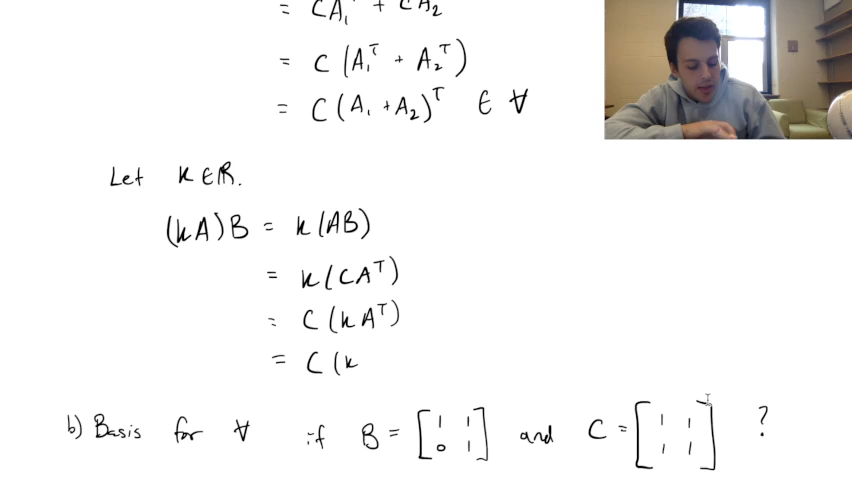 = CA₁ᵀ + CA₂
= C (A₁ᵀ + A₂ᵀ)
= C (A₁ + A₂)ᵀ ∈ ∀
Let k ∈ ℝ.
(kA)B = k(AB)
= k(CAᵀ)
= C(kAᵀ)
= C(k
b) Basis for ∀ if B = [1 1; 0 1] and C = [1 1; 1 1] ?